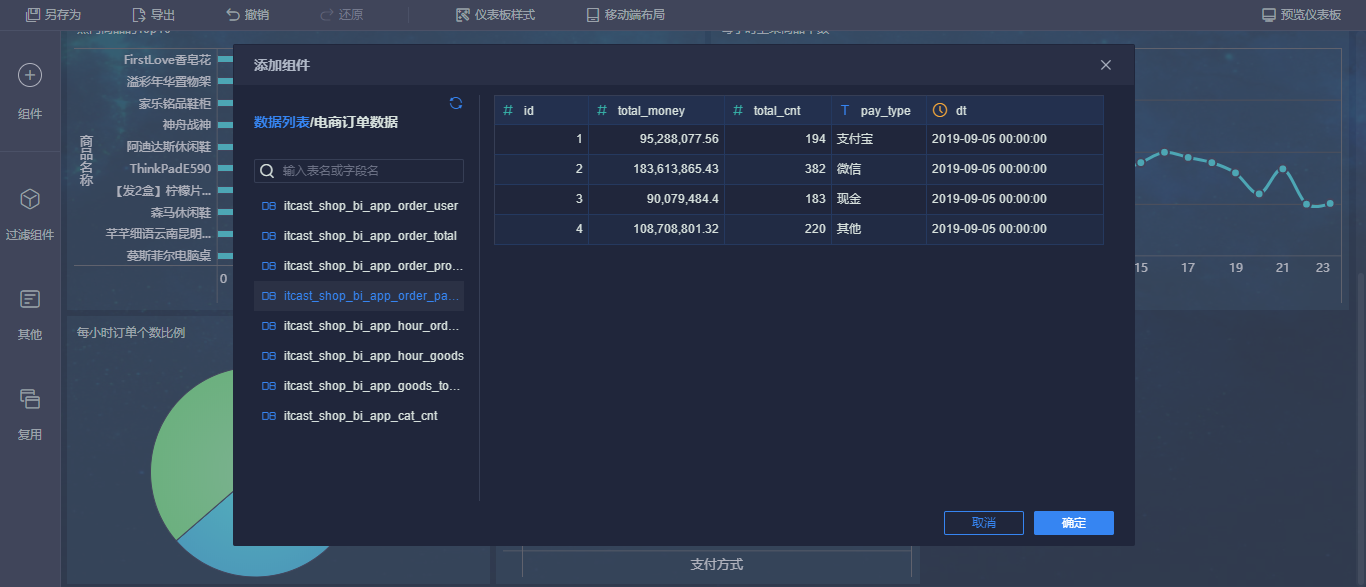 另存为 导出 撤销 还原 仪表板样式 移动端布局 预览仪表板
组件
过滤组件
其他
复用
商品名称
FirstLove香皂花
溢彩年华置物架
家乐铭品鞋柜
神舟战神
阿迪达斯休闲鞋
ThinkPadE590
【发2盒】柠檬片...
森马休闲鞋
芊芊细语云南昆明...
蔓斯菲尔电脑桌
0
每小时订单个数比例
添加组件
数据列表/电商订单数据
输入表名或字段名
DB itcast_shop_bi_app_order_user
DB itcast_shop_bi_app_order_total
DB itcast_shop_bi_app_order_pro...
DB itcast_shop_bi_app_order_pa...
DB itcast_shop_bi_app_hour_ord...
DB itcast_shop_bi_app_hour_goods
DB itcast_shop_bi_app_goods_to...
DB itcast_shop_bi_app_cat_cnt
# id # total_money # total_cnt T pay_type dt
1 95,288,077.56 194 支付宝 2019-09-05 00:00:00
2 183,613,865.43 382 微信 2019-09-05 00:00:00
3 90,079,484.4 183 现金 2019-09-05 00:00:00
4 108,708,801.32 220 其他 2019-09-05 00:00:00
取消 确定
15 17 19 21 23
支付方式